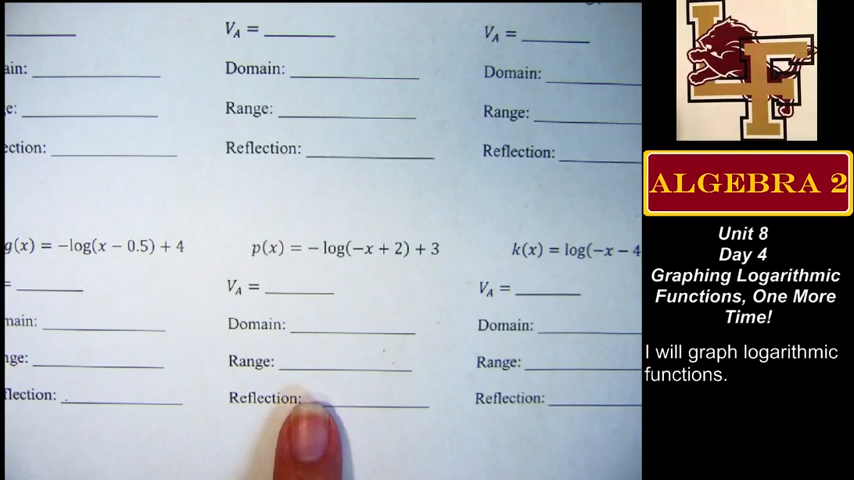 V_A = ________
V_A = ________
ain: ________
Domain: ________
Domain: ________
e: ________
Range: ________
Range: ________
ection: ________
Reflection: ________
Reflection: ________
g(x) = −log(x − 0.5) + 4
p(x) = − log(−x + 2) + 3
k(x) = log(−x − 4
= ________
V_A = ________
V_A = ________
main: ________
Domain: ________
Domain: ________
nge: ________
Range: ________
Range: ________
flection: ________
Reflection: ________
Reflection: ________
LF
ALGEBRA 2
Unit 8
Day 4
Graphing Logarithmic
Functions, One More
Time!
I will graph logarithmic
functions.